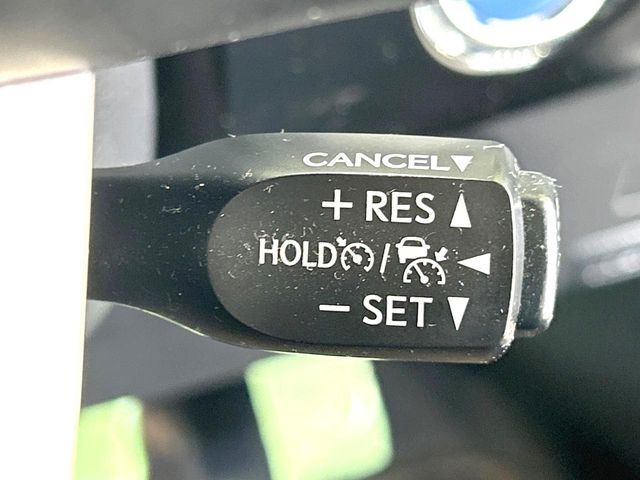 CANCEL▼
+ RES ▲
HOLD / ◀
− SET ▼